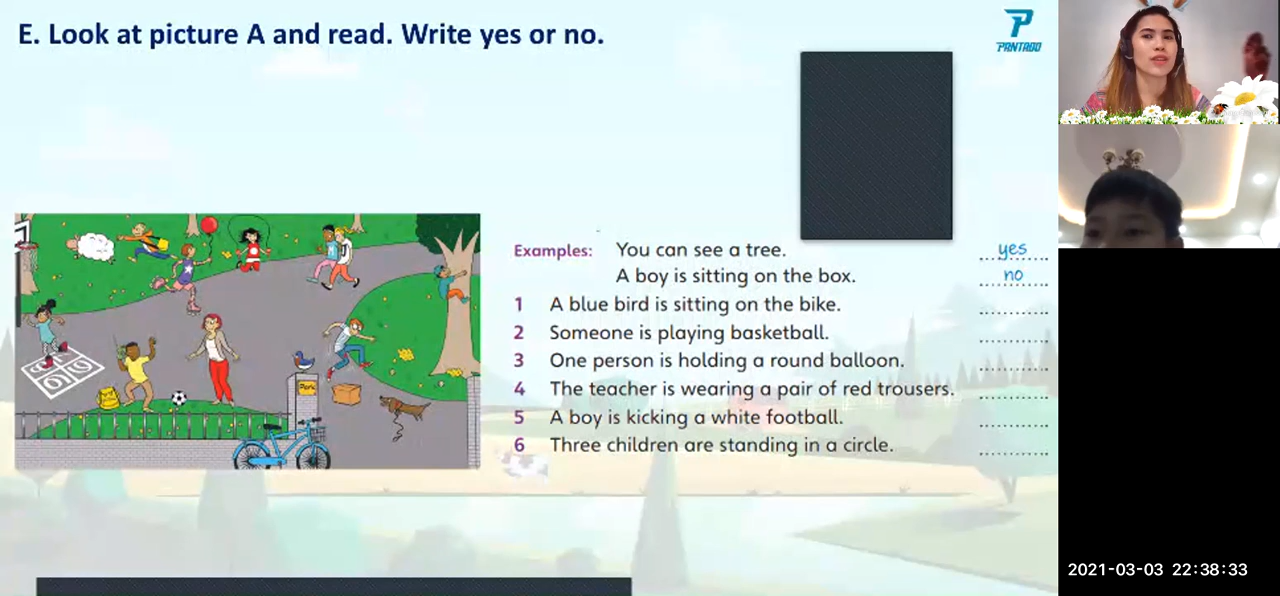 E. Look at picture A and read. Write yes or no.
PANTADO
Examples: You can see a tree. yes
A boy is sitting on the box. no
1 A blue bird is sitting on the bike.
2 Someone is playing basketball.
3 One person is holding a round balloon.
4 The teacher is wearing a pair of red trousers.
5 A boy is kicking a white football.
6 Three children are standing in a circle.
Park
2021-03-03 22:38:33